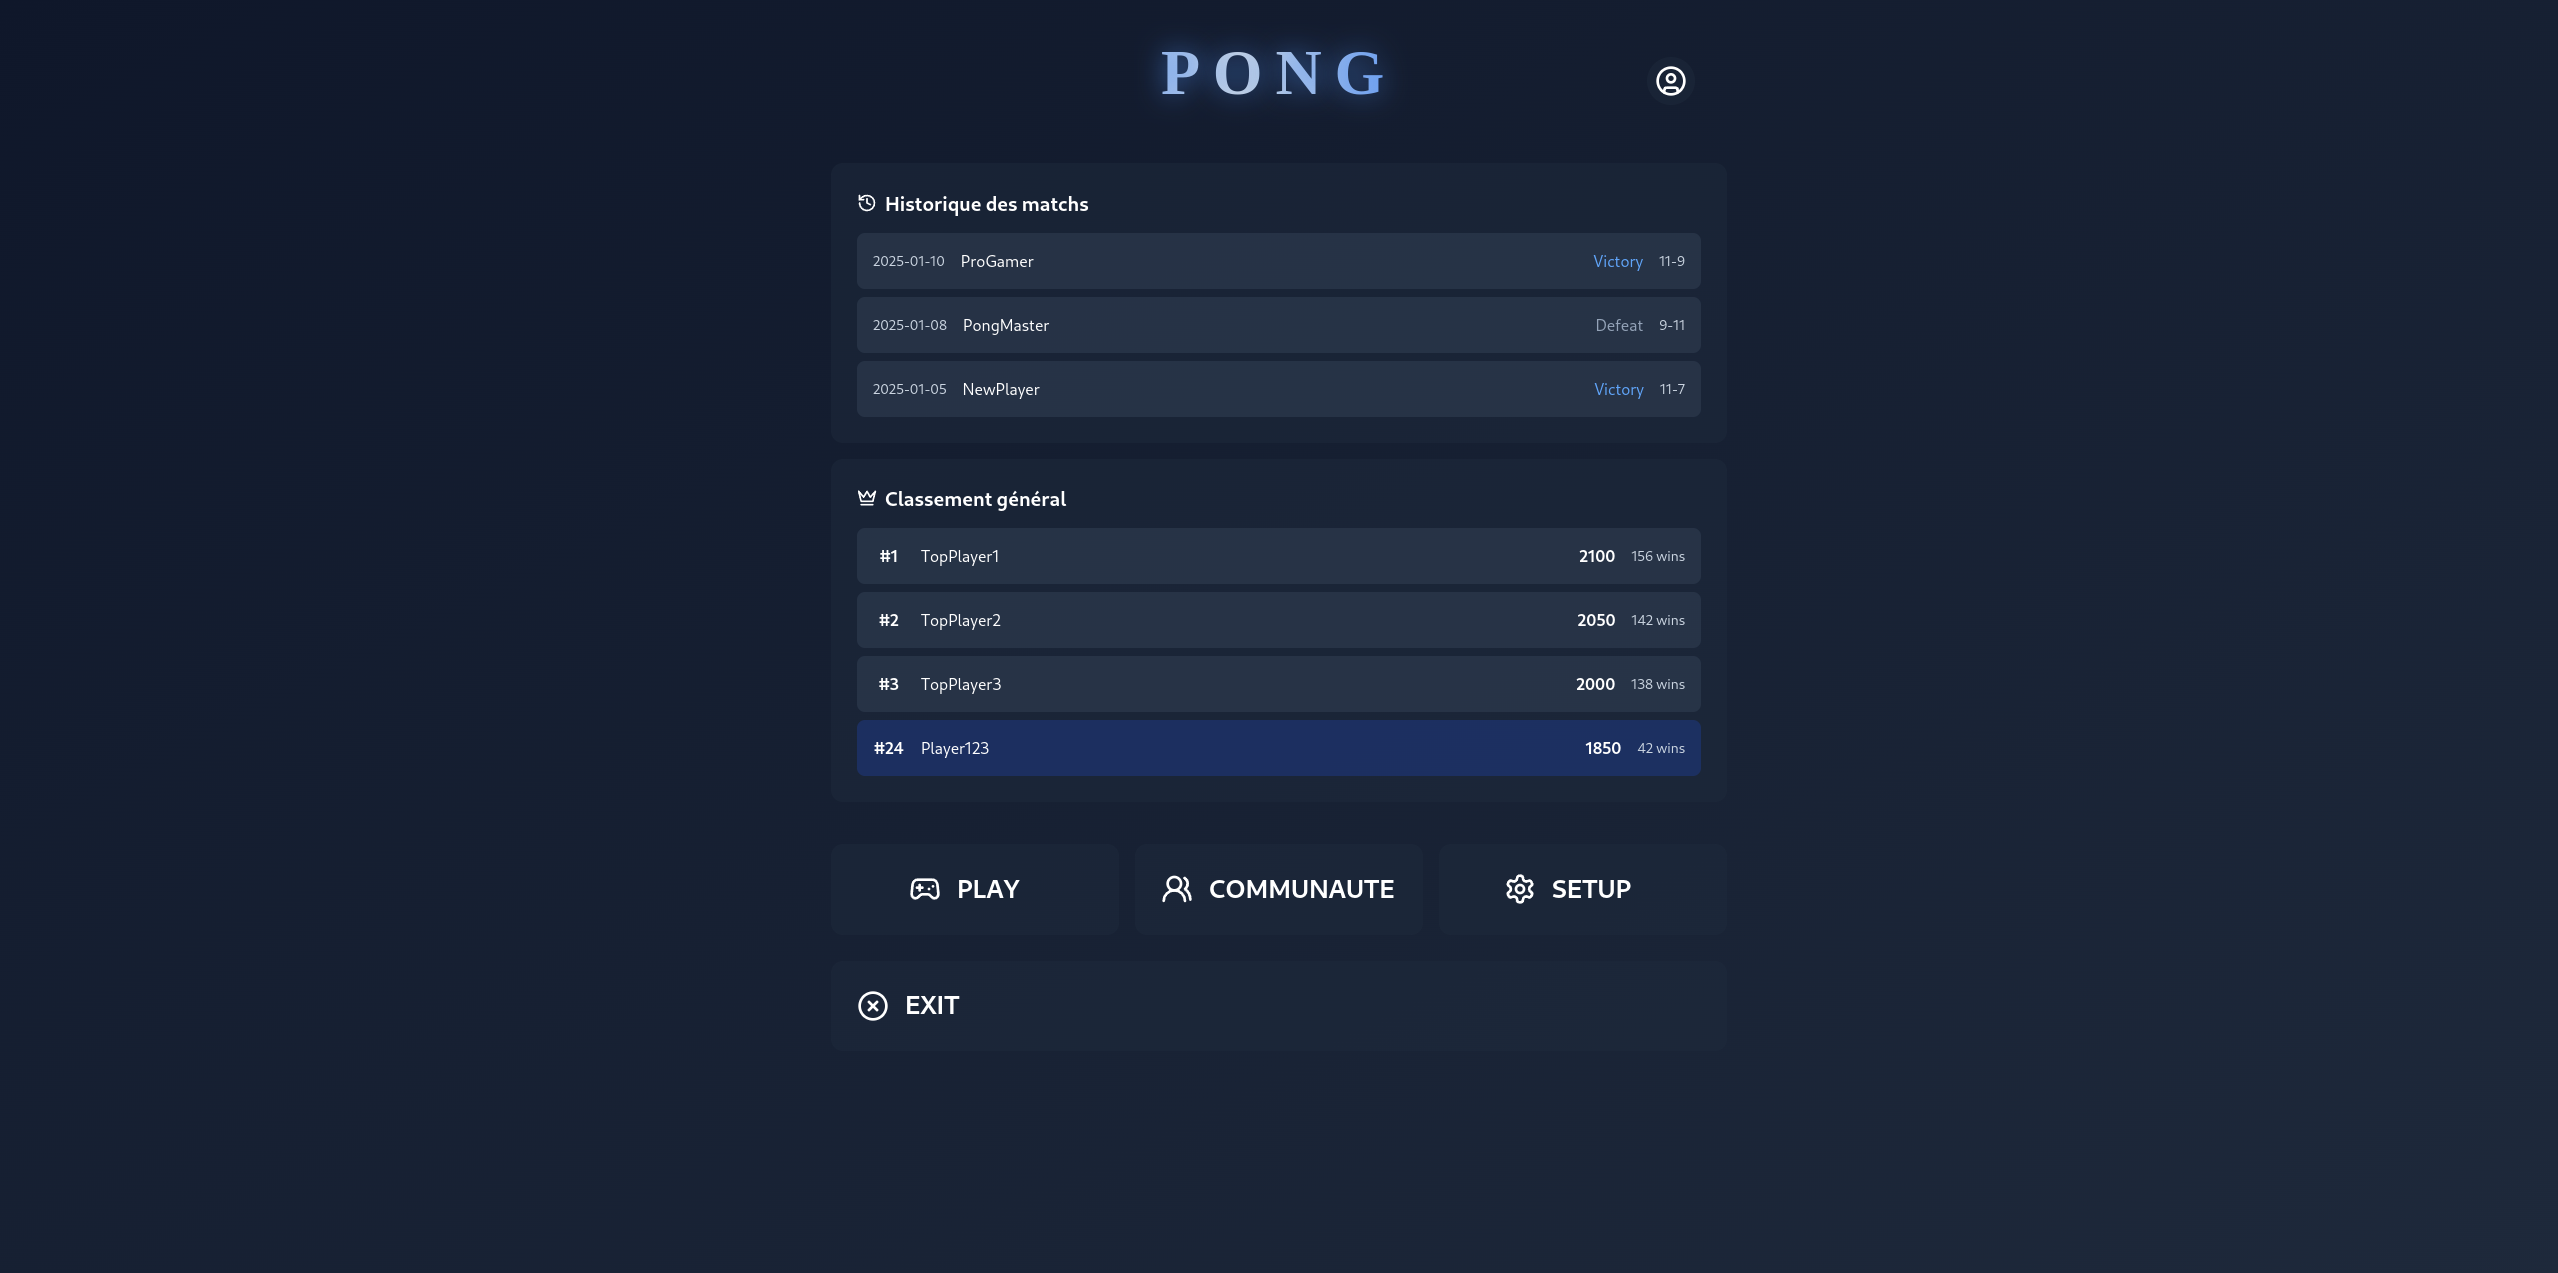 PONG
Historique des matchs
2025-01-10 ProGamer Victory 11-9
2025-01-08 PongMaster Defeat 9-11
2025-01-05 NewPlayer Victory 11-7
Classement général
#1 TopPlayer1 2100 156 wins
#2 TopPlayer2 2050 142 wins
#3 TopPlayer3 2000 138 wins
#24 Player123 1850 42 wins
PLAY COMMUNAUTE SETUP
EXIT